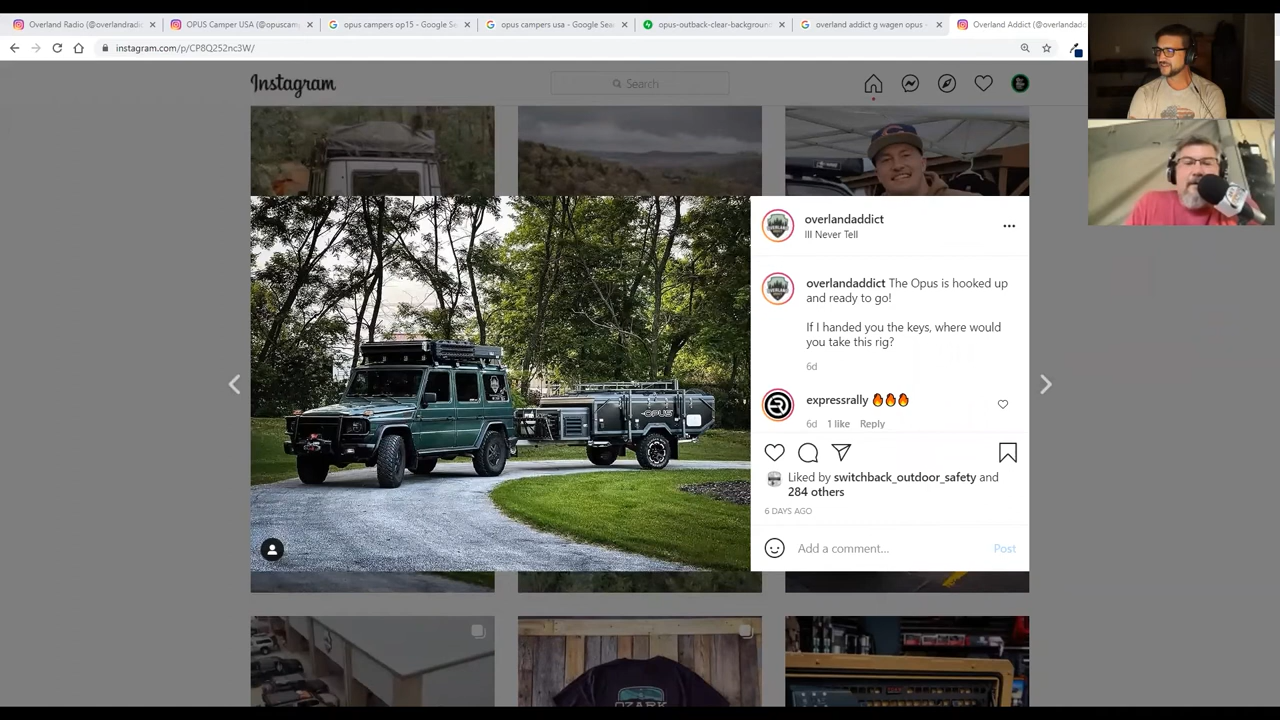 Overland Radio (@overlandradi
OPUS Camper USA (@opuscam
opus campers op15 - Google Se
opus campers usa - Google Sea
opus-outback-clear-background
overland addict g wagen opus -
Overland Addict (@overlandadd
instagram.com/p/CP8Q252nc3W/
Instagram
Search
overlandaddict
Ill Never Tell
overlandaddict The Opus is hooked up
and ready to go!
If I handed you the keys, where would
you take this rig?
6d
expressrally 🔥🔥🔥
6d 1 like Reply
Liked by switchback_outdoor_safety and
284 others
6 DAYS AGO
Add a comment... Post
OPUS
OZARK